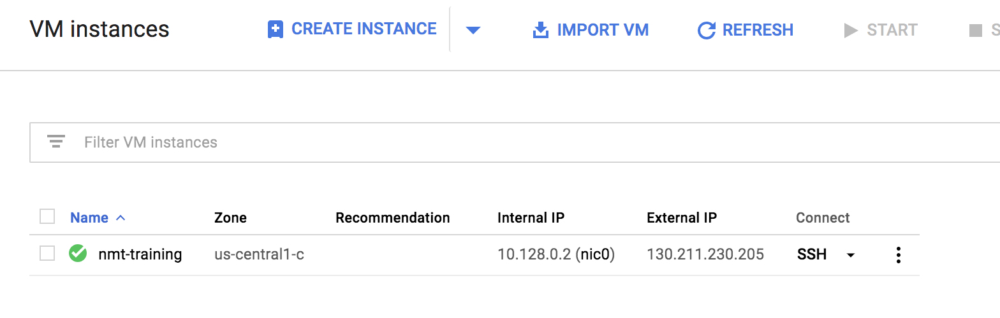 VM instances CREATE INSTANCE IMPORT VM REFRESH START S
Filter VM instances
Name Zone Recommendation Internal IP External IP Connect
nmt-training us-central1-c 10.128.0.2 (nic0) 130.211.230.205 SSH